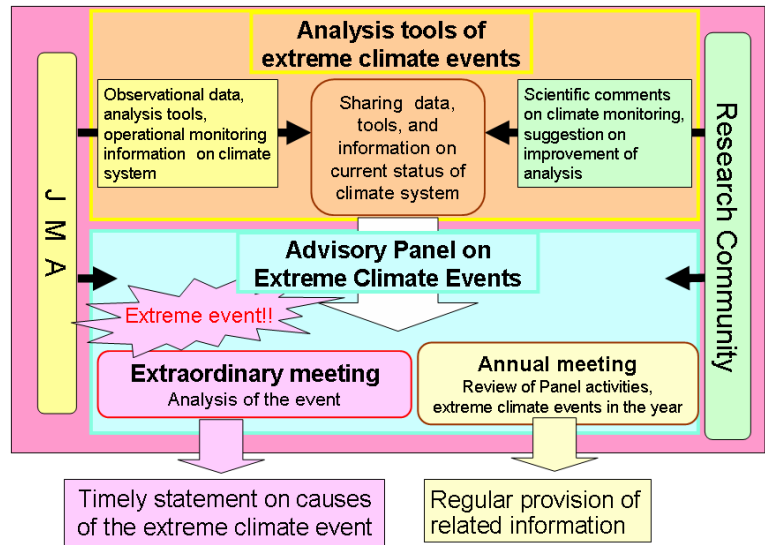 Analysis tools of
extreme climate events
J M A
Observational data,
analysis tools,
operational monitoring
information on climate
system
Sharing data,
tools, and
information on
current status of
climate system
Scientific comments
on climate monitoring,
suggestion on
improvement of
analysis
Research Community
Advisory Panel on
Extreme Climate Events
Extreme event!!
Extraordinary meeting
Analysis of the event
Annual meeting
Review of Panel activities,
extreme climate events in the year
Timely statement on causes
of the extreme climate event
Regular provision of
related information